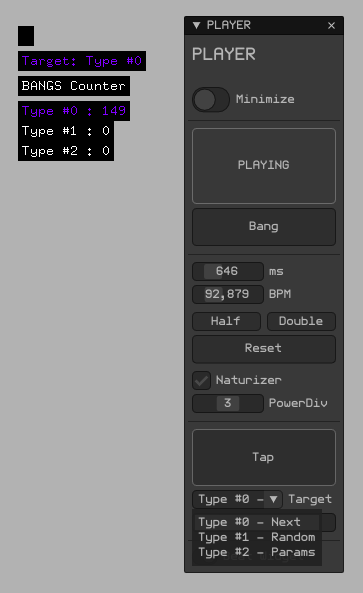 Target: Type #0
BANGS Counter
Type #0 : 149
Type #1 : 0
Type #2 : 0
▼ PLAYER ×
PLAYER
Minimize
PLAYING
Bang
646 ms
92,879 BPM
Half Double
Reset
Naturizer
3 PowerDiv
Tap
Type #0 - ▼ Target
Type #0 - Next
Type #1 - Random
Type #2 - Params